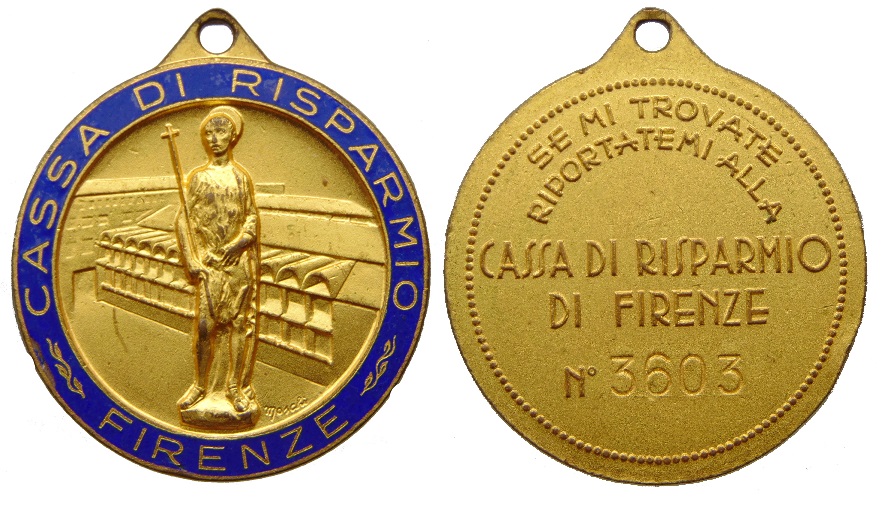 CASSA DI RISPARMIO
FIRENZE
SE MI TROVATE
RIPORTATEMI ALLA
CASSA DI RISPARMIO
DI FIRENZE
N° 3603